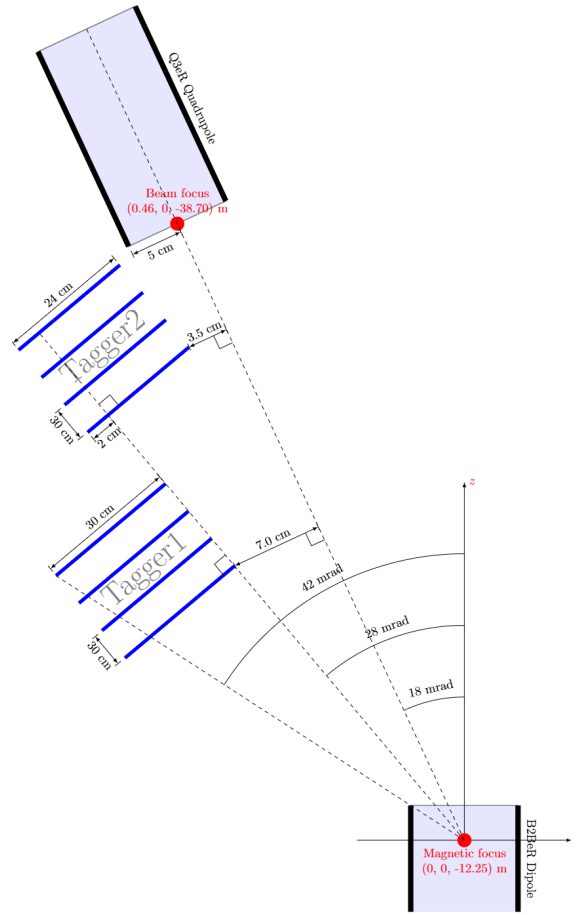 Q3eR Quadrupole
Beam focus
(0.46, 0, -38.70) m
5 cm
24 cm
Tagger2
3.5 cm
30 cm
2 cm
z
30 cm
Tagger1
7.0 cm
30 cm
42 mrad
28 mrad
18 mrad
B2BeR Dipole
Magnetic focus
(0, 0, -12.25) m